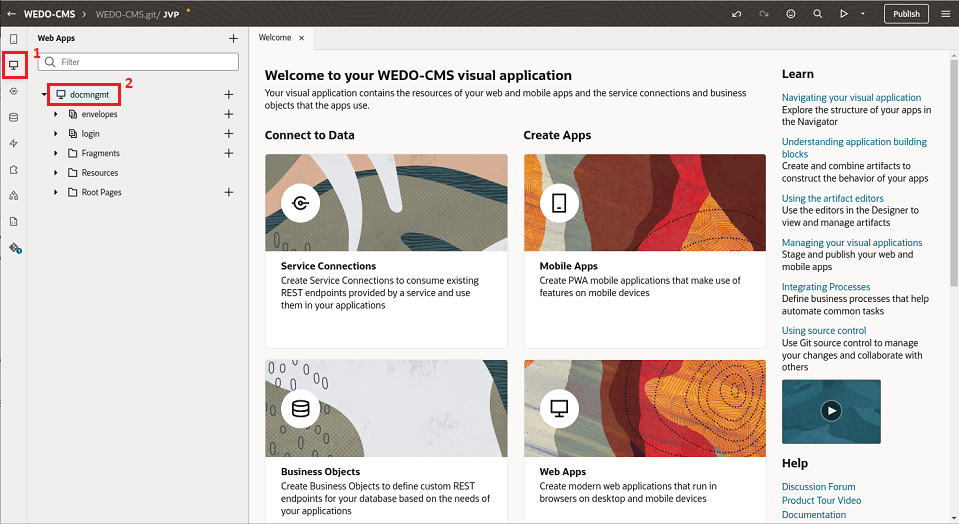 WEDO-CMS > WEDO-CMS.git/ JVP
Publish
Web Apps
Welcome
1
Filter
2
docmngmt
envelopes
login
Fragments
Resources
Root Pages
Welcome to your WEDO-CMS visual application
Your visual application contains the resources of your web and mobile apps and the service connections and business
objects that the apps use.
Connect to Data
Service Connections
Create Service Connections to consume existing
REST endpoints provided by a service and use
them in your applications
Business Objects
Create Business Objects to define custom REST
endpoints for your database based on the needs of
your applications
Create Apps
Mobile Apps
Create PWA mobile applications that make use of
features on mobile devices
Web Apps
Create modern web applications that run in
browsers on desktop and mobile devices
Learn
Navigating your visual application
Explore the structure of your apps in
the Navigator
Understanding application building
blocks
Create and combine artifacts to
construct the behavior of your apps
Using the artifact editors
Use the editors in the Designer to
view and manage artifacts
Managing your visual applications
Stage and publish your web and
mobile apps
Integrating Processes
Define business processes that help
automate common tasks
Using source control
Use Git source control to manage
your changes and collaborate with
others
Help
Discussion Forum
Product Tour Video
Documentation